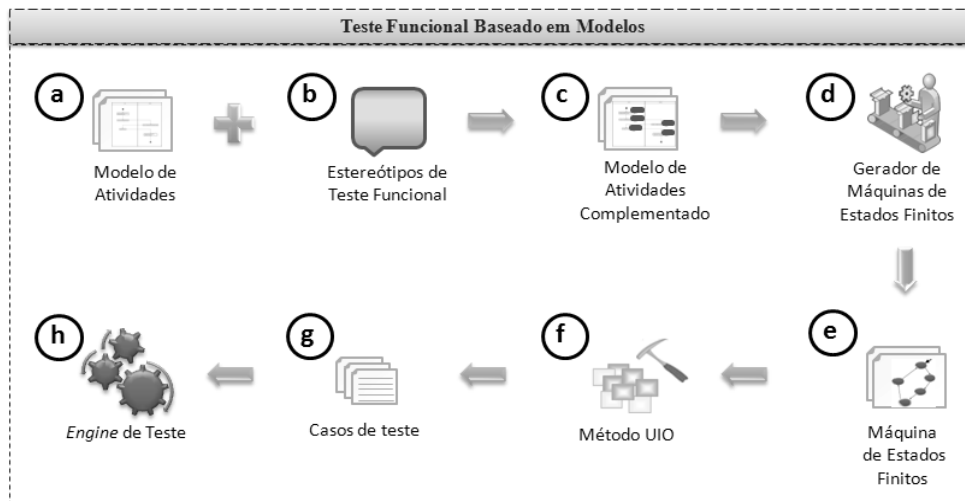 Teste Funcional Baseado em Modelos
a
Modelo de
Atividades
b
Estereótipos de
Teste Funcional
c
Modelo de
Atividades
Complementado
d
Gerador de
Máquinas de
Estados Finitos
e
Máquina
de Estados
Finitos
f
Método UIO
g
Casos de teste
h
Engine de Teste